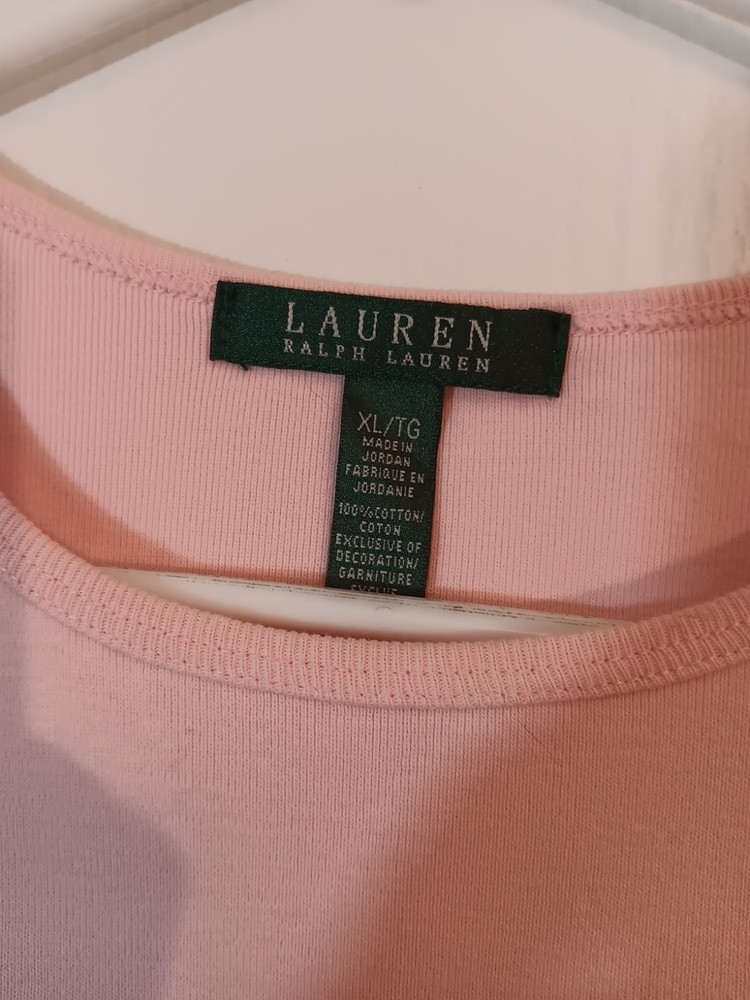 LAUREN
RALPH LAUREN
XL/TG
MADE IN
JORDAN
FABRIQUE EN
JORDANIE
100%COTTON/
COTON
EXCLUSIVE OF
DECORATION/
GARNITURE